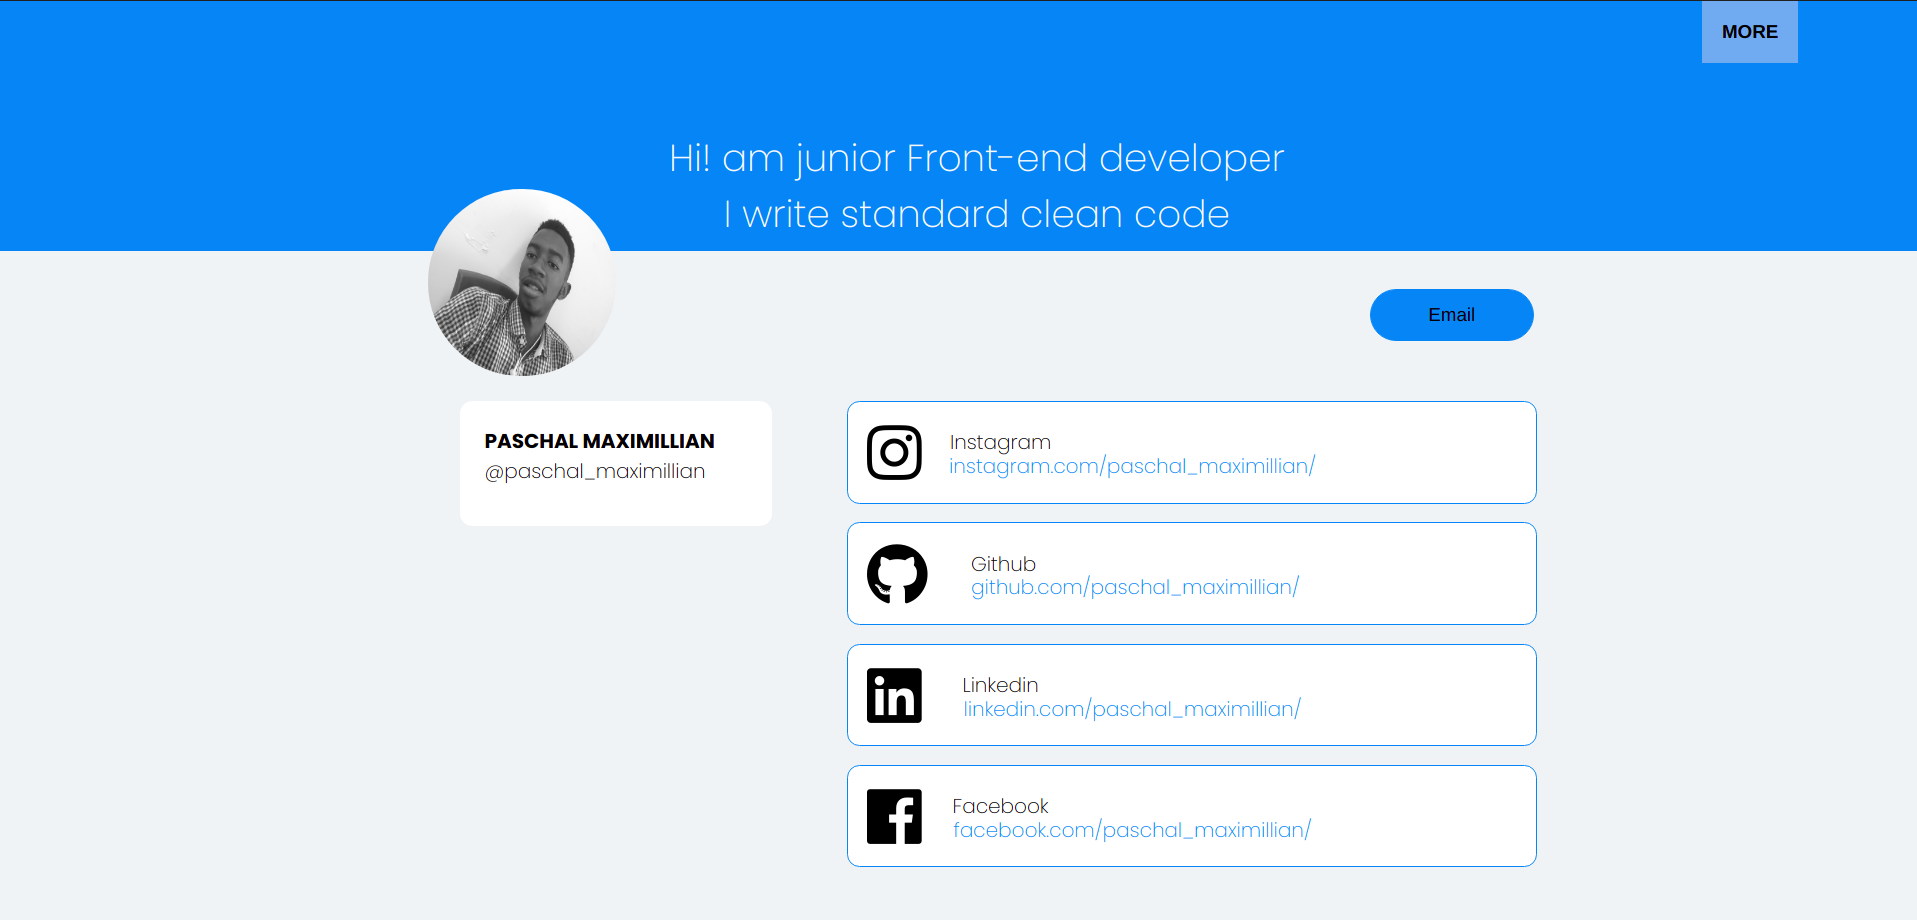 MORE
Hi! am junior Front-end developer
I write standard clean code
Email
PASCHAL MAXIMILLIAN
@paschal_maximillian
Instagram
instagram.com/paschal_maximillian/
Github
github.com/paschal_maximillian/
in
Linkedin
linkedin.com/paschal_maximillian/
Facebook
facebook.com/paschal_maximillian/